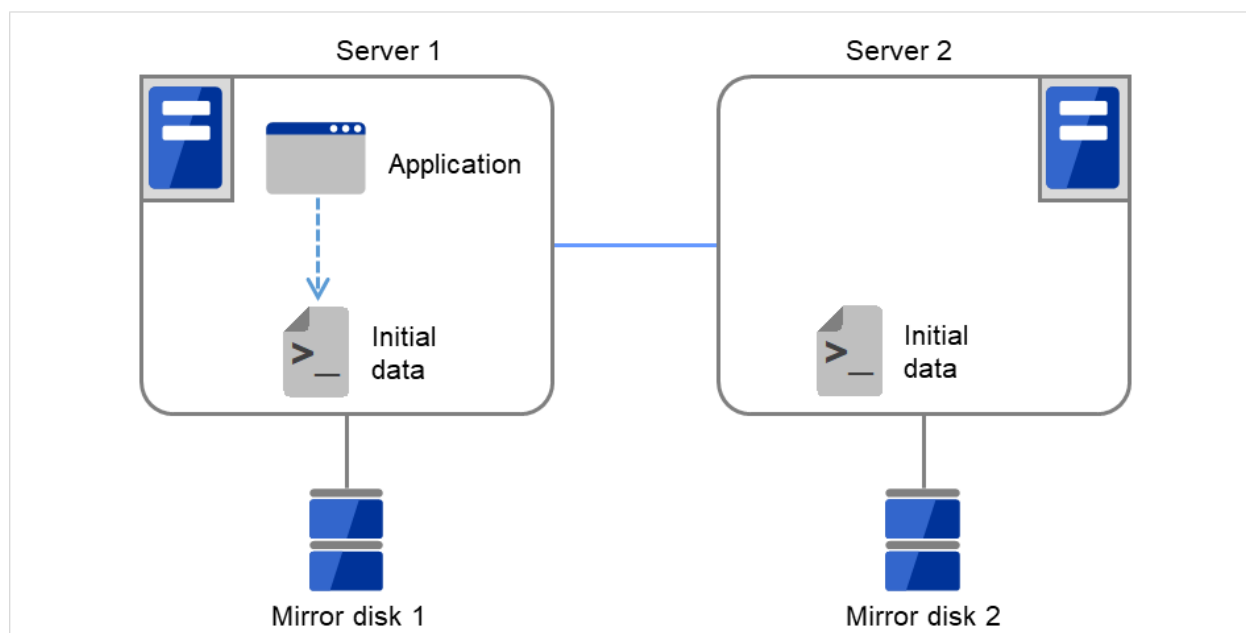 Server 1
Server 2
Application
>_
Initial
data
>_
Initial
data
Mirror disk 1
Mirror disk 2